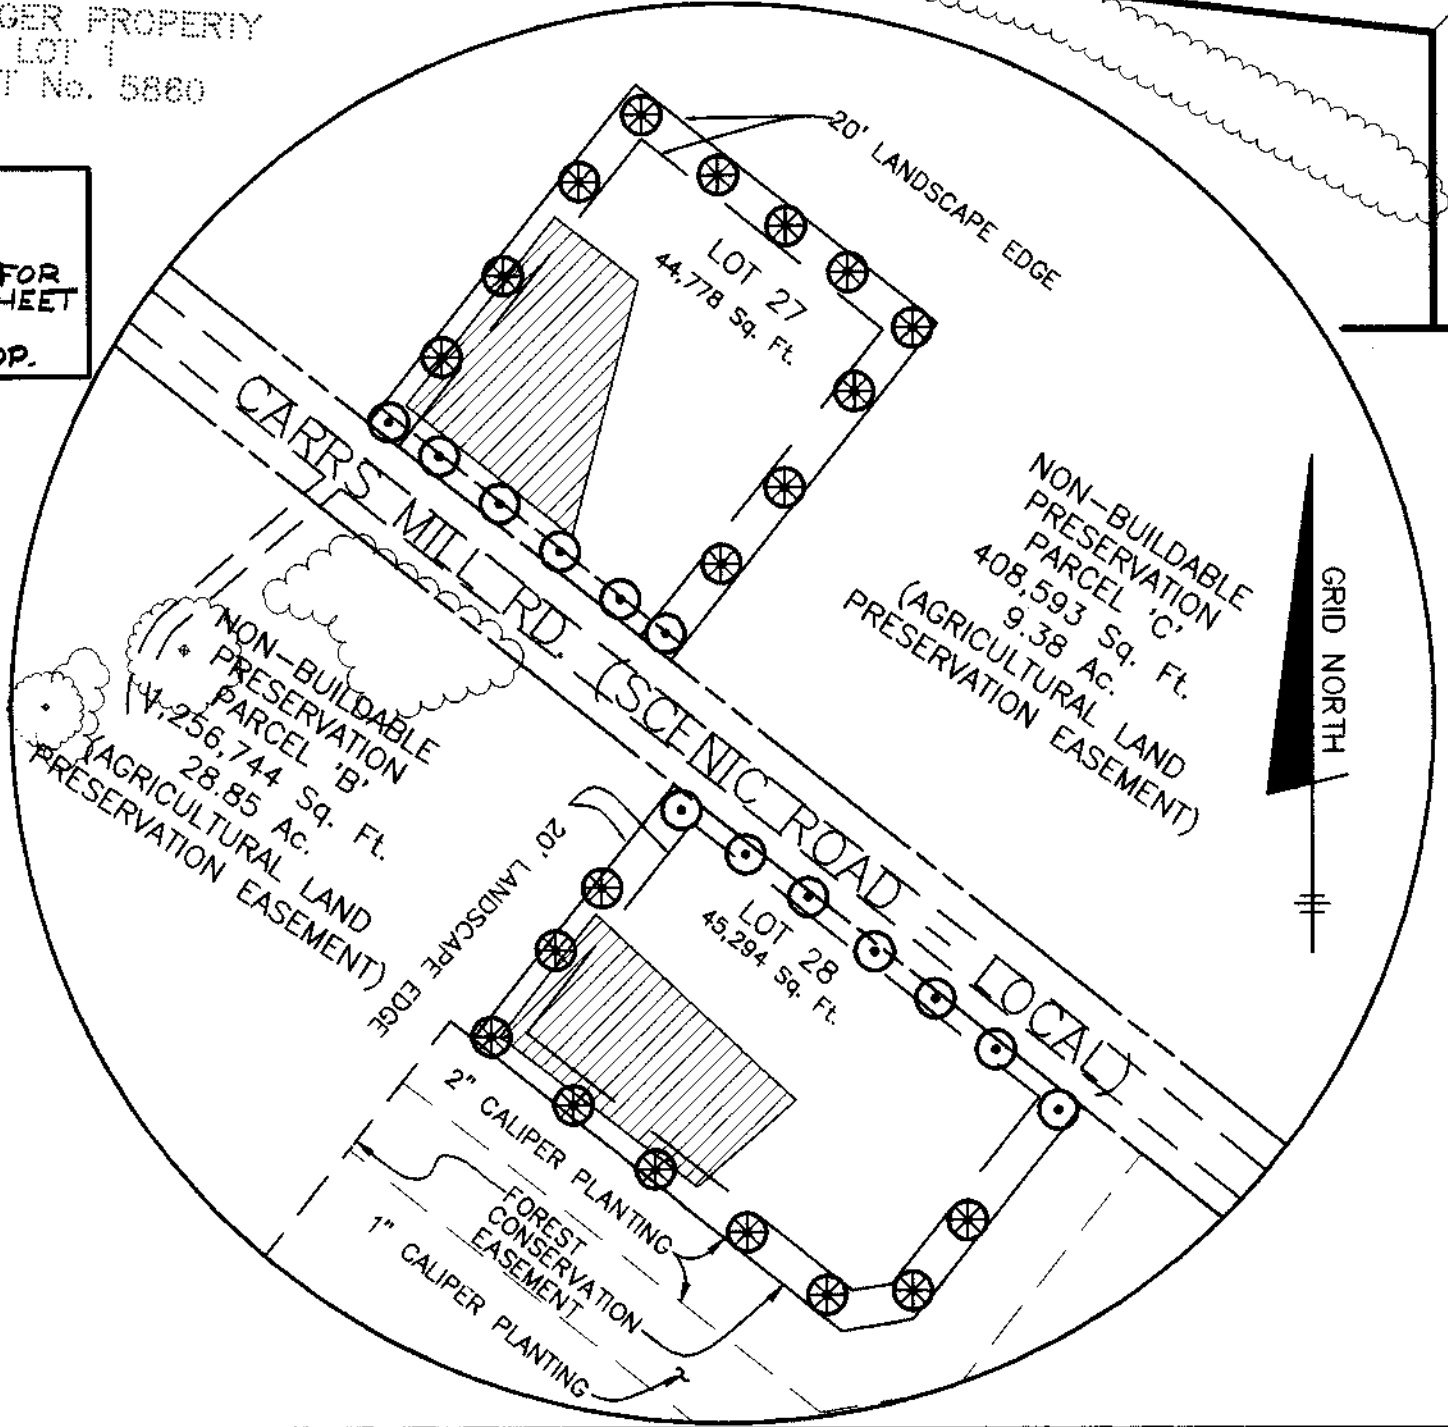 GER PROPERTY
LOT 1
T No. 5860
FOR
HEET
OP.
20' LANDSCAPE EDGE
LOT 27
44,778 Sq. Ft.
CARRS MILL RD. (SCENIC ROAD - LOCAL)
NON-BUILDABLE
PRESERVATION
PARCEL 'C'
408,593 Sq. Ft.
9.38 Ac.
(AGRICULTURAL LAND
PRESERVATION EASEMENT)
GRID NORTH
NON-BUILDABLE
PRESERVATION
PARCEL 'B'
1,256,744 Sq. Ft.
28.85 Ac.
(AGRICULTURAL LAND
PRESERVATION EASEMENT)
20' LANDSCAPE EDGE
LOT 28
45,294 Sq. Ft.
2" CALIPER PLANTING
FOREST
CONSERVATION
EASEMENT
1" CALIPER PLANTING